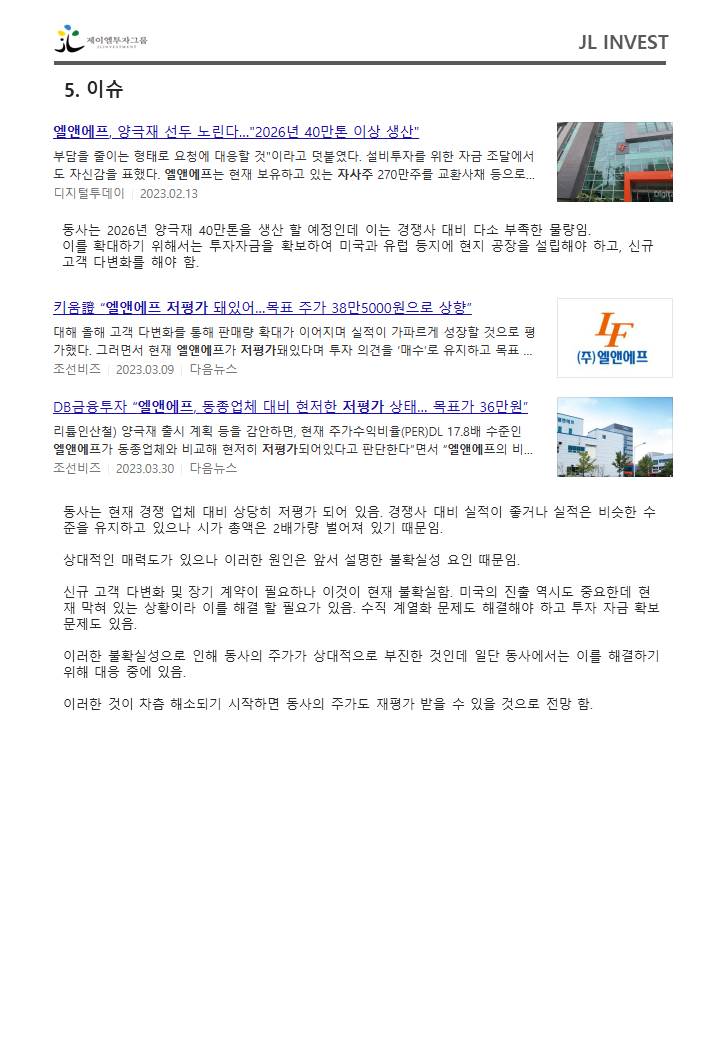 제이엘투자그룹
JL INVESTMENT
JL INVEST
5. 이슈
엘앤에프, 양극재 선두 노린다..."2026년 40만톤 이상 생산"
부담을 줄이는 형태로 요청에 대응할 것"이라고 덧붙였다. 설비투자를 위한 자금 조달에서
도 자신감을 표했다. 엘앤에프는 현재 보유하고 있는 자사주 270만주를 교환사채 등으로...
디지털투데이 | 2023.02.13
Digit
동사는 2026년 양극재 40만톤을 생산 할 예정인데 이는 경쟁사 대비 다소 부족한 물량임.
이를 확대하기 위해서는 투자자금을 확보하여 미국과 유럽 등지에 현지 공장을 설립해야 하고, 신규
고객 다변화를 해야 함.
키움證 “엘앤에프 저평가 돼있어…목표 주가 38만5000원으로 상향”
대해 올해 고객 다변화를 통해 판매량 확대가 이어지며 실적이 가파르게 성장할 것으로 평
가했다. 그러면서 현재 엘앤에프가 저평가돼있다며 투자 의견을 ‘매수’로 유지하고 목표 ...
조선비즈 | 2023.03.09 | 다음뉴스
LF
(주)엘앤에프
DB금융투자 “엘앤에프, 동종업체 대비 현저한 저평가 상태… 목표가 36만원”
리튬인산철) 양극재 출시 계획 등을 감안하면, 현재 주가수익비율(PER)DL 17.8배 수준인
엘앤에프가 동종업체와 비교해 현저히 저평가되어있다고 판단한다”면서 “엘앤에프의 비...
조선비즈 | 2023.03.30 | 다음뉴스
동사는 현재 경쟁 업체 대비 상당히 저평가 되어 있음. 경쟁사 대비 실적이 좋거나 실적은 비슷한 수
준을 유지하고 있으나 시가 총액은 2배가량 벌어져 있기 때문임.
상대적인 매력도가 있으나 이러한 원인은 앞서 설명한 불확실성 요인 때문임.
신규 고객 다변화 및 장기 계약이 필요하나 이것이 현재 불확실함. 미국의 진출 역시도 중요한데 현
재 막혀 있는 상황이라 이를 해결 할 필요가 있음. 수직 계열화 문제도 해결해야 하고 투자 자금 확보
문제도 있음.
이러한 불확실성으로 인해 동사의 주가가 상대적으로 부진한 것인데 일단 동사에서는 이를 해결하기
위해 대응 중에 있음.
이러한 것이 차츰 해소되기 시작하면 동사의 주가도 재평가 받을 수 있을 것으로 전망 함.